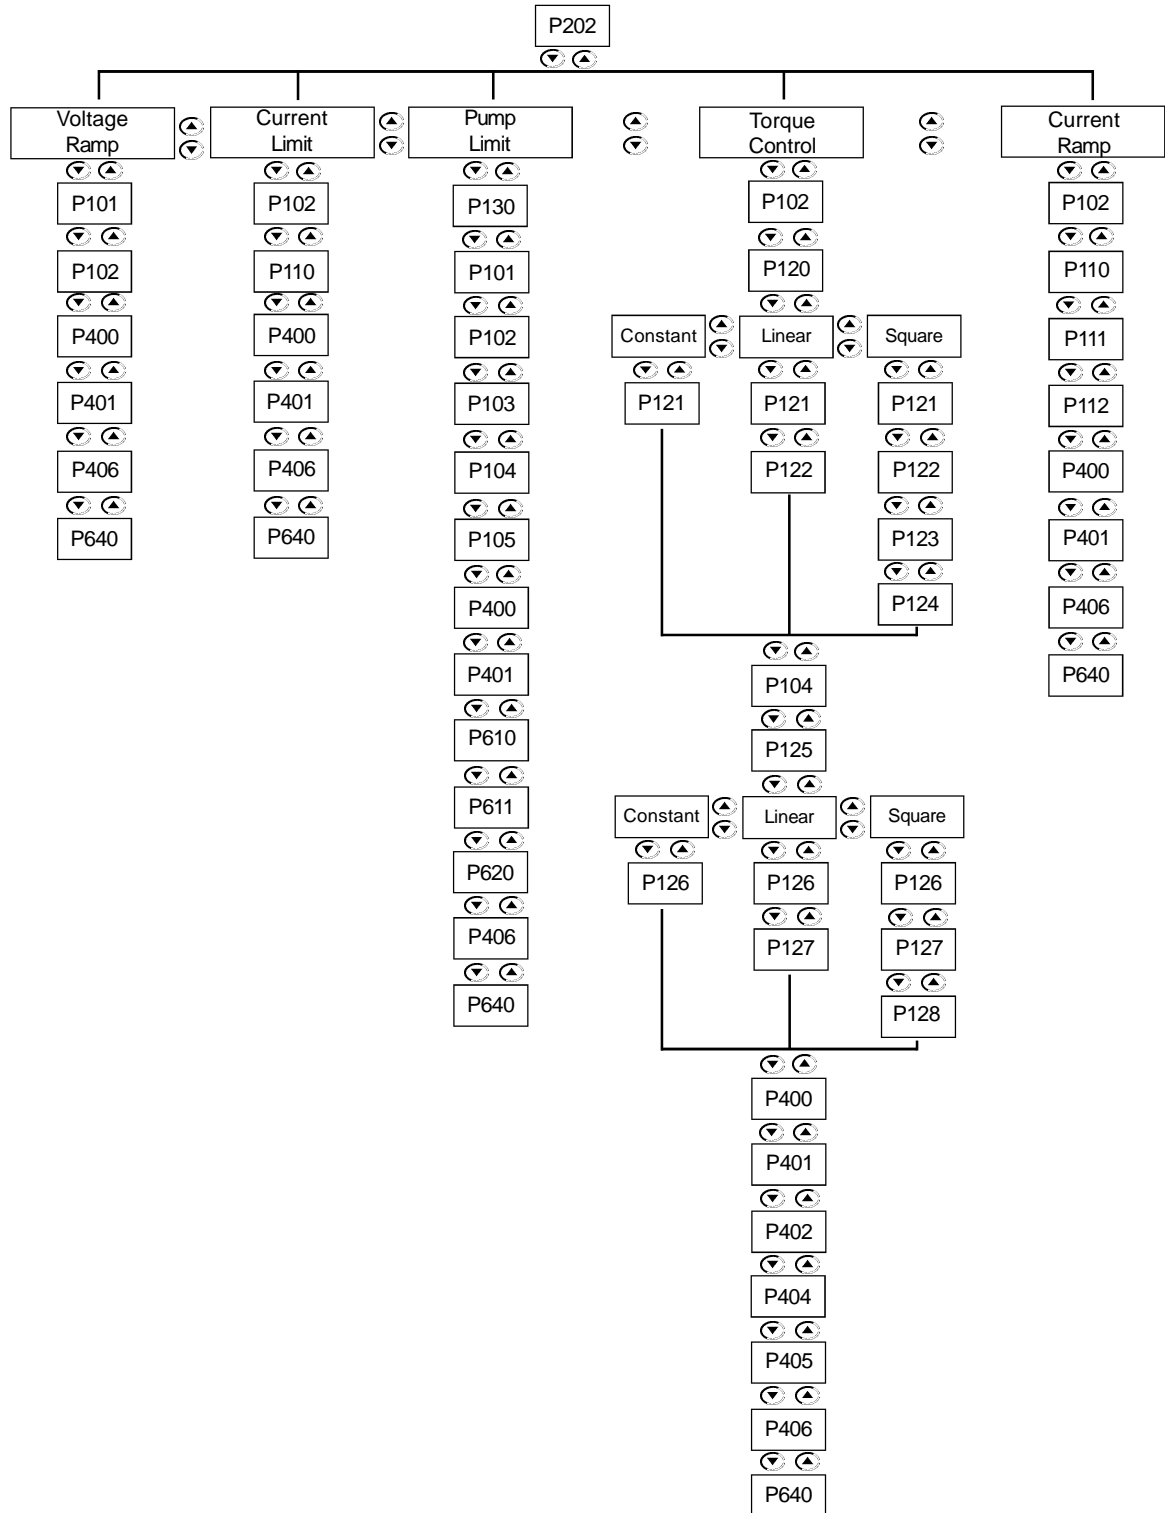 P202
Voltage
Ramp
P101
P102
P400
P401
P406
P640
Current
Limit
P102
P110
P400
P401
P406
P640
Pump
Limit
P130
P101
P102
P103
P104
P105
P400
P401
P610
P611
P620
P406
P640
Torque
Control
P102
P120
Constant
P121
Linear
P121
P122
Square
P121
P122
P123
P124
P104
P125
Constant
P126
Linear
P126
P127
Square
P126
P127
P128
P400
P401
P402
P404
P405
P406
P640
Current
Ramp
P102
P110
P111
P112
P400
P401
P406
P640